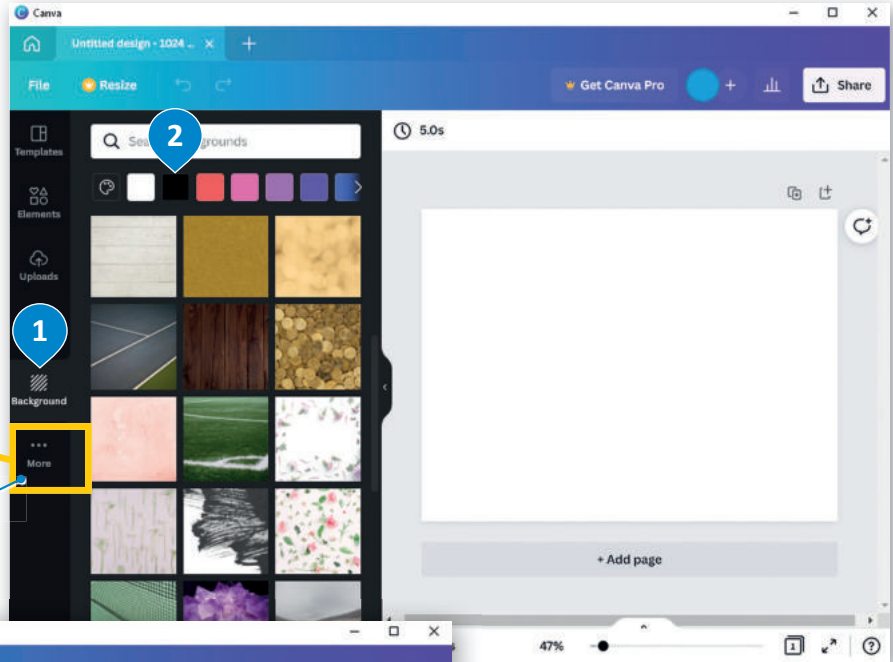 Canva
Untitled design - 1024 ...
File
Resize
Get Canva Pro
Share
Templates
2
5.0s
Elements
Uploads
1
Background
More
+ Add page
47%
1